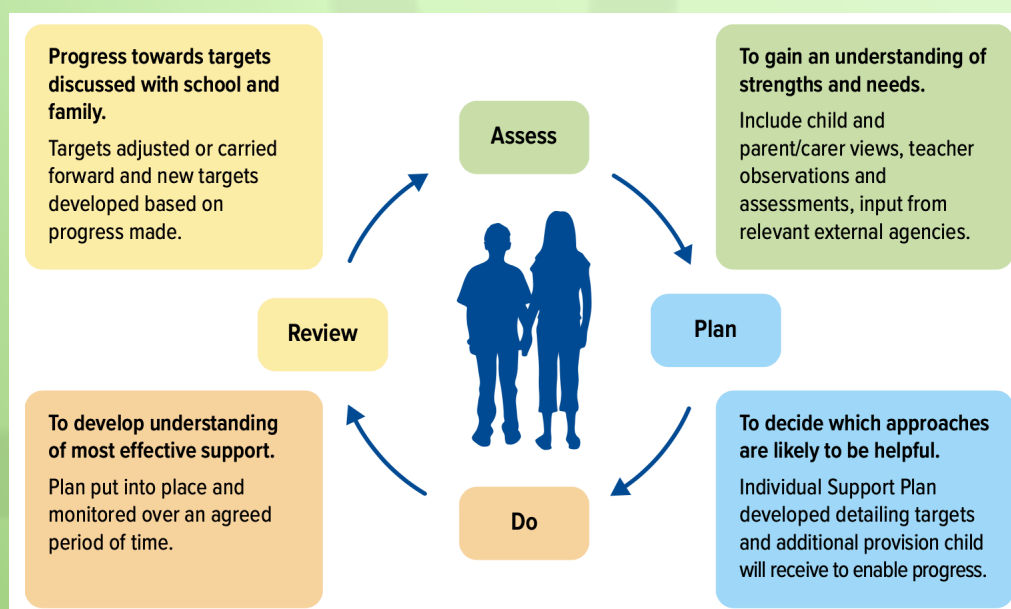 Progress towards targets
discussed with school and
family.
Targets adjusted or carried
forward and new targets
developed based on
progress made.
To gain an understanding of
strengths and needs.
Include child and
parent/carer views, teacher
observations and
assessments, input from
relevant external agencies.
Assess
Review
Plan
Do
To develop understanding
of most effective support.
Plan put into place and
monitored over an agreed
period of time.
To decide which approaches
are likely to be helpful.
Individual Support Plan
developed detailing targets
and additional provision child
will receive to enable progress.